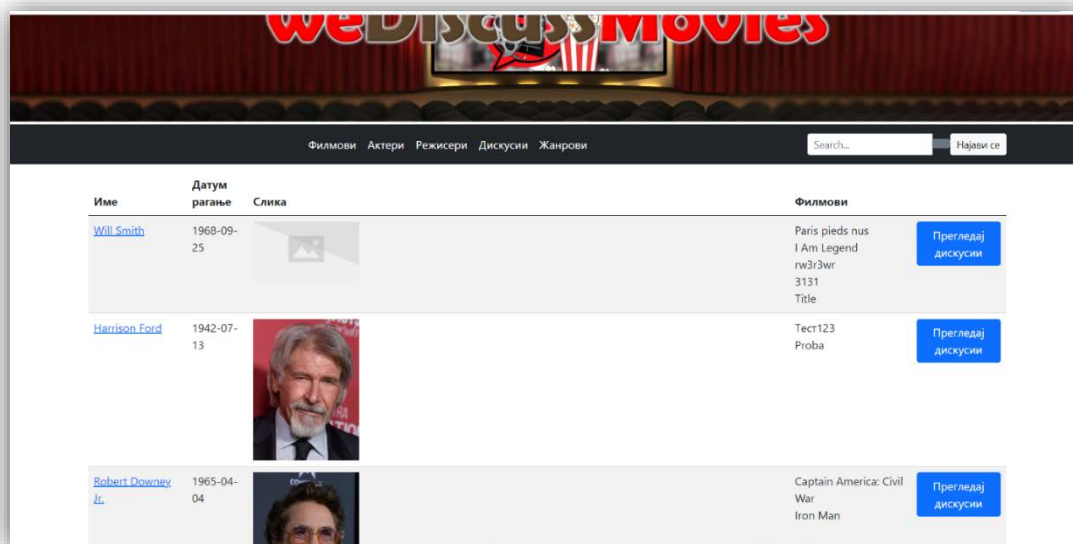 weDiscussMovies
Филмови Актери Режисери Дискусии Жанрови
Search...
Најави се
Име
Датум
раѓање
Слика
Филмови
Will Smith
1968-09-
25
Paris pieds nus
I Am Legend
rw3r3wr
3131
Title
Прегледај
дискусии
Harrison Ford
1942-07-
13
Тест123
Proba
Прегледај
дискусии
Robert Downey
Jr.
1965-04-
04
Captain America: Civil
War
Iron Man
Прегледај
дискусии